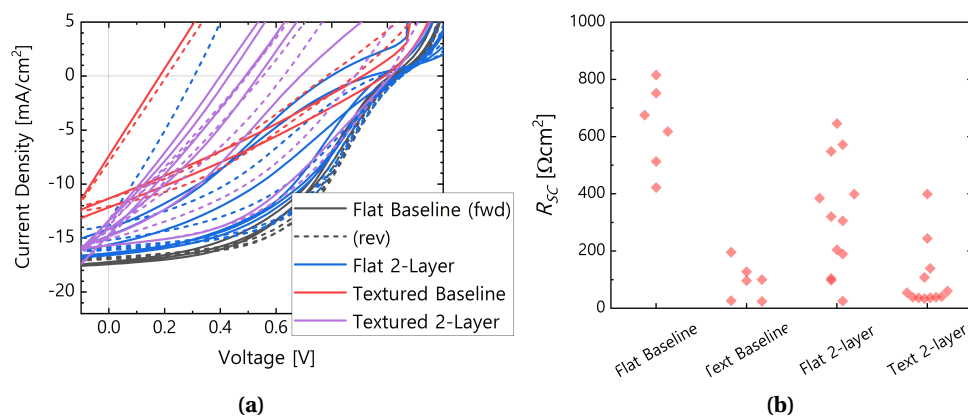 (a)
Current Density [mA/cm²]
5
0
-5
-10
-15
-20
0.0
0.2
0.4
0.6
Voltage [V]
Flat Baseline (fwd)
(rev)
Flat 2-Layer
Textured Baseline
Textured 2-Layer
(a)
b)
R_SC [Ωcm²]
1000
800
600
400
200
0
Flat Baseline
Text Baseline
Flat 2-layer
Text 2-layer
(b)